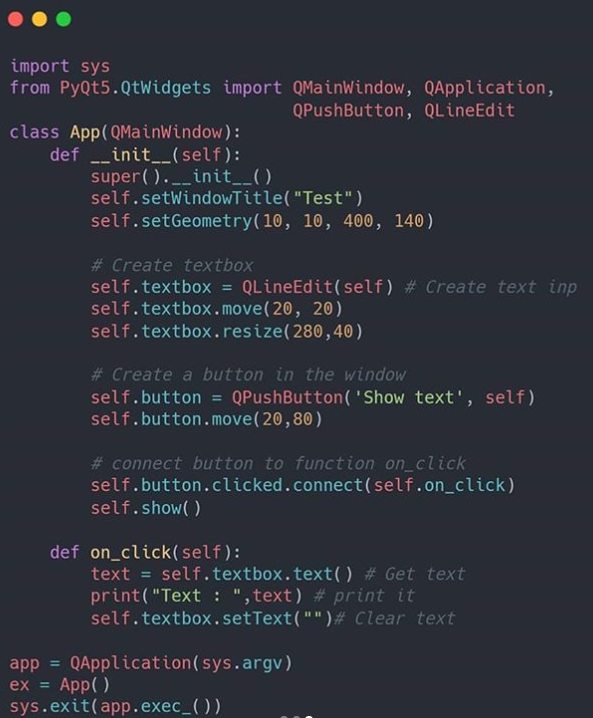 import sys
from PyQt5.QtWidgets import QMainWindow, QApplication,
                            QPushButton, QLineEdit
class App(QMainWindow):
    def __init__(self):
        super().__init__()
        self.setWindowTitle("Test")
        self.setGeometry(10, 10, 400, 140)

        # Create textbox
        self.textbox = QLineEdit(self) # Create text inp
        self.textbox.move(20, 20)
        self.textbox.resize(280,40)

        # Create a button in the window
        self.button = QPushButton('Show text', self)
        self.button.move(20,80)

        # connect button to function on_click
        self.button.clicked.connect(self.on_click)
        self.show()

    def on_click(self):
        text = self.textbox.text() # Get text
        print("Text : ",text) # print it
        self.textbox.setText("")# Clear text

app = QApplication(sys.argv)
ex = App()
sys.exit(app.exec_())